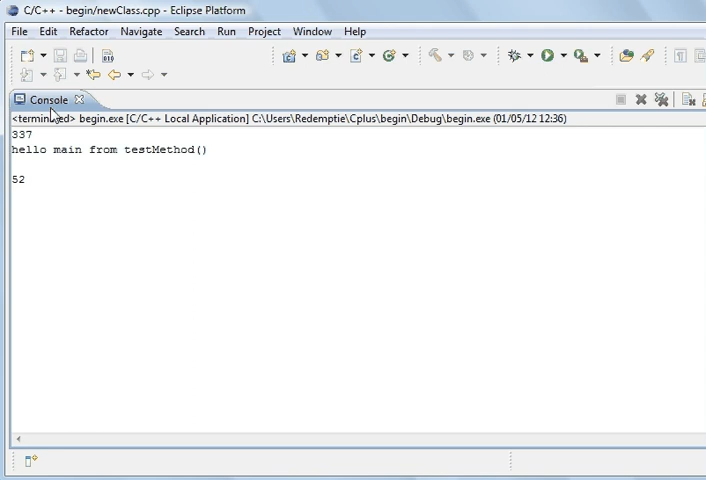 C/C++ - begin/newClass.cpp - Eclipse Platform
File Edit Refactor Navigate Search Run Project Window Help
Console
<terminated> begin.exe [C/C++ Local Application] C:\Users\Redemptie\Cplus\begin\Debug\begin.exe (01/05/12 12:36)
337
hello main from testMethod()
52